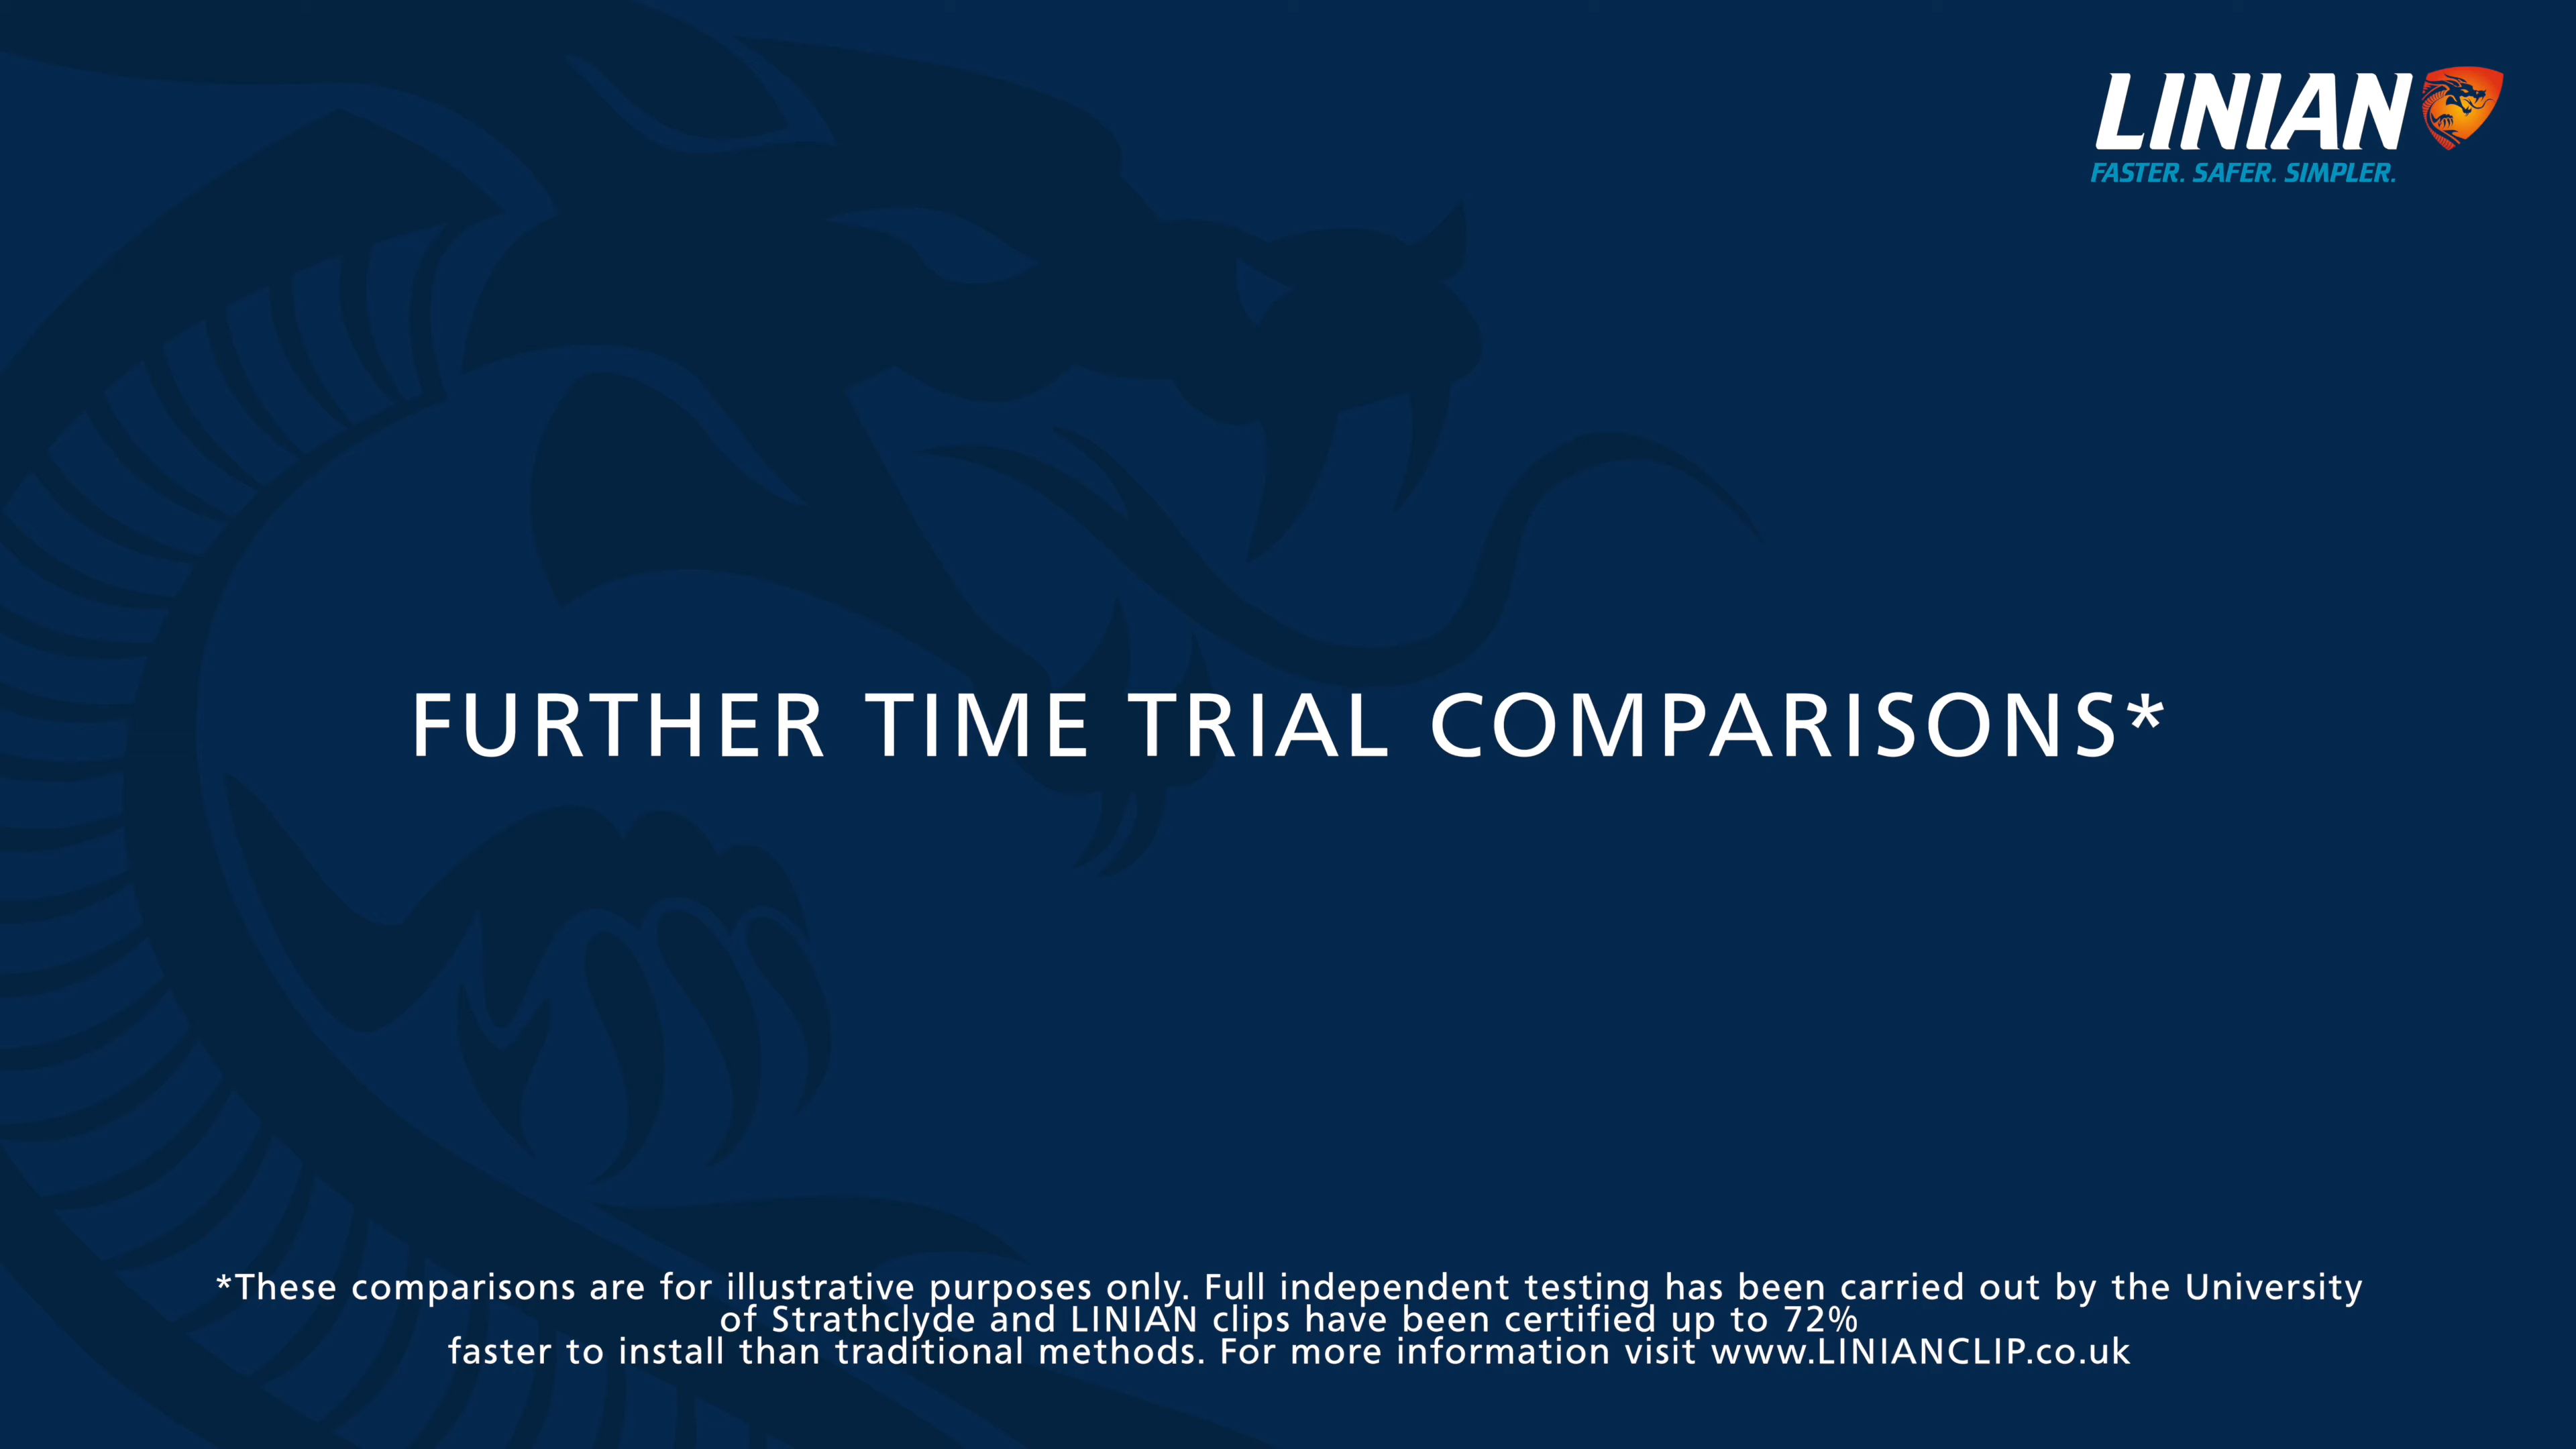 LINIAN
FASTER. SAFER. SIMPLER.
FURTHER TIME TRIAL COMPARISONS*
*These comparisons are for illustrative purposes only. Full independent testing has been carried out by the University
of Strathclyde and LINIAN clips have been certified up to 72%
faster to install than traditional methods. For more information visit www.LINIANCLIP.co.uk